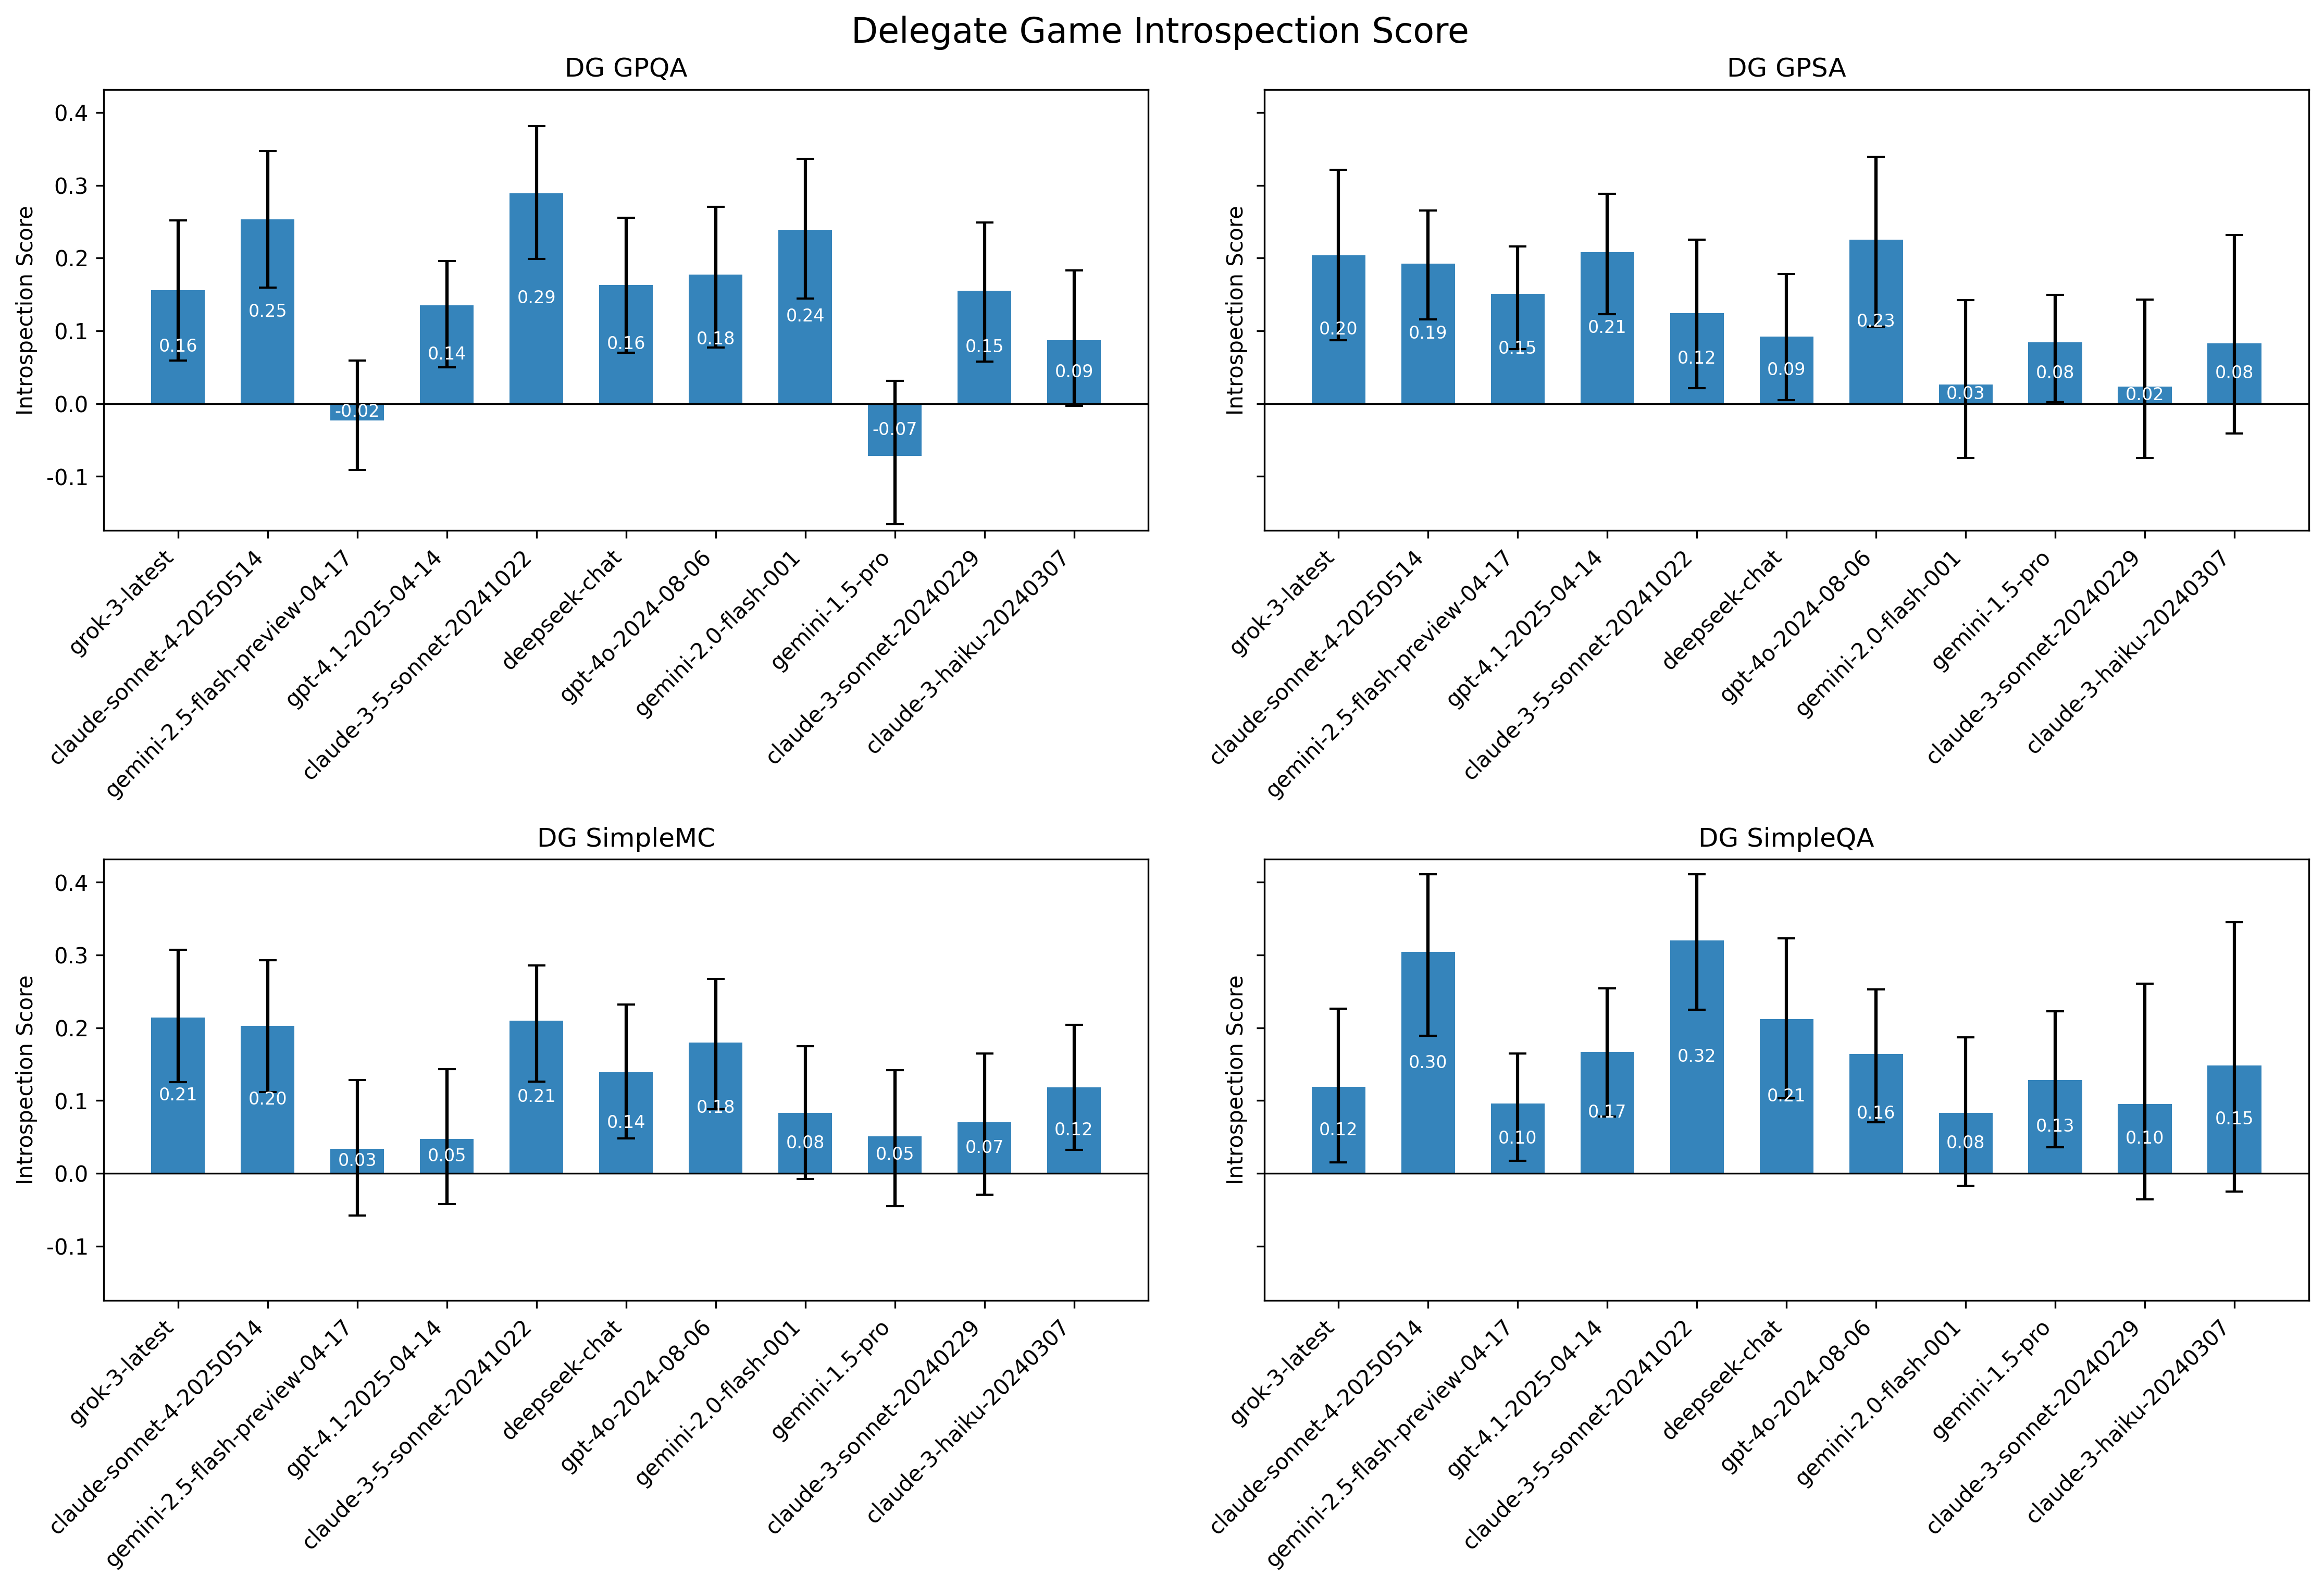 Delegate Game Introspection Score
DG GPQA
Introspection Score
0.4
0.3
0.2
0.1
0.0
-0.1
0.16
0.25
-0.02
0.14
0.29
0.16
0.18
0.24
-0.07
0.15
0.09
grok-3-latest
claude-sonnet-4-20250514
gemini-2.5-flash-preview-04-17
gpt-4.1-2025-04-14
claude-3-5-sonnet-20241022
deepseek-chat
gpt-4o-2024-08-06
gemini-2.0-flash-001
gemini-1.5-pro
claude-3-sonnet-20240229
claude-3-haiku-20240307
DG GPSA
Introspection Score
0.20
0.19
0.15
0.21
0.12
0.09
0.23
0.03
0.08
0.02
0.08
grok-3-latest
claude-sonnet-4-20250514
gemini-2.5-flash-preview-04-17
gpt-4.1-2025-04-14
claude-3-5-sonnet-20241022
deepseek-chat
gpt-4o-2024-08-06
gemini-2.0-flash-001
gemini-1.5-pro
claude-3-sonnet-20240229
claude-3-haiku-20240307
DG SimpleMC
Introspection Score
0.4
0.3
0.2
0.1
0.0
-0.1
0.21
0.20
0.03
0.05
0.21
0.14
0.18
0.08
0.05
0.07
0.12
grok-3-latest
claude-sonnet-4-20250514
gemini-2.5-flash-preview-04-17
gpt-4.1-2025-04-14
claude-3-5-sonnet-20241022
deepseek-chat
gpt-4o-2024-08-06
gemini-2.0-flash-001
gemini-1.5-pro
claude-3-sonnet-20240229
claude-3-haiku-20240307
DG SimpleQA
Introspection Score
0.12
0.30
0.10
0.17
0.32
0.21
0.16
0.08
0.13
0.10
0.15
grok-3-latest
claude-sonnet-4-20250514
gemini-2.5-flash-preview-04-17
gpt-4.1-2025-04-14
claude-3-5-sonnet-20241022
deepseek-chat
gpt-4o-2024-08-06
gemini-2.0-flash-001
gemini-1.5-pro
claude-3-sonnet-20240229
claude-3-haiku-20240307